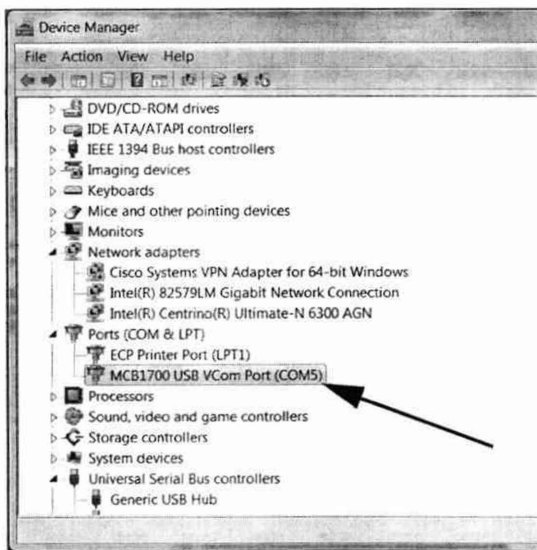 Device Manager
File Action View Help
DVD/CD-ROM drives
IDE ATA/ATAPI controllers
IEEE 1394 Bus host controllers
Imaging devices
Keyboards
Mice and other pointing devices
Monitors
Network adapters
Cisco Systems VPN Adapter for 64-bit Windows
Intel(R) 82579LM Gigabit Network Connection
Intel(R) Centrino(R) Ultimate-N 6300 AGN
Ports (COM & LPT)
ECP Printer Port (LPT1)
MCB1700 USB VCom Port (COM5)
Processors
Sound, video and game controllers
Storage controllers
System devices
Universal Serial Bus controllers
Generic USB Hub